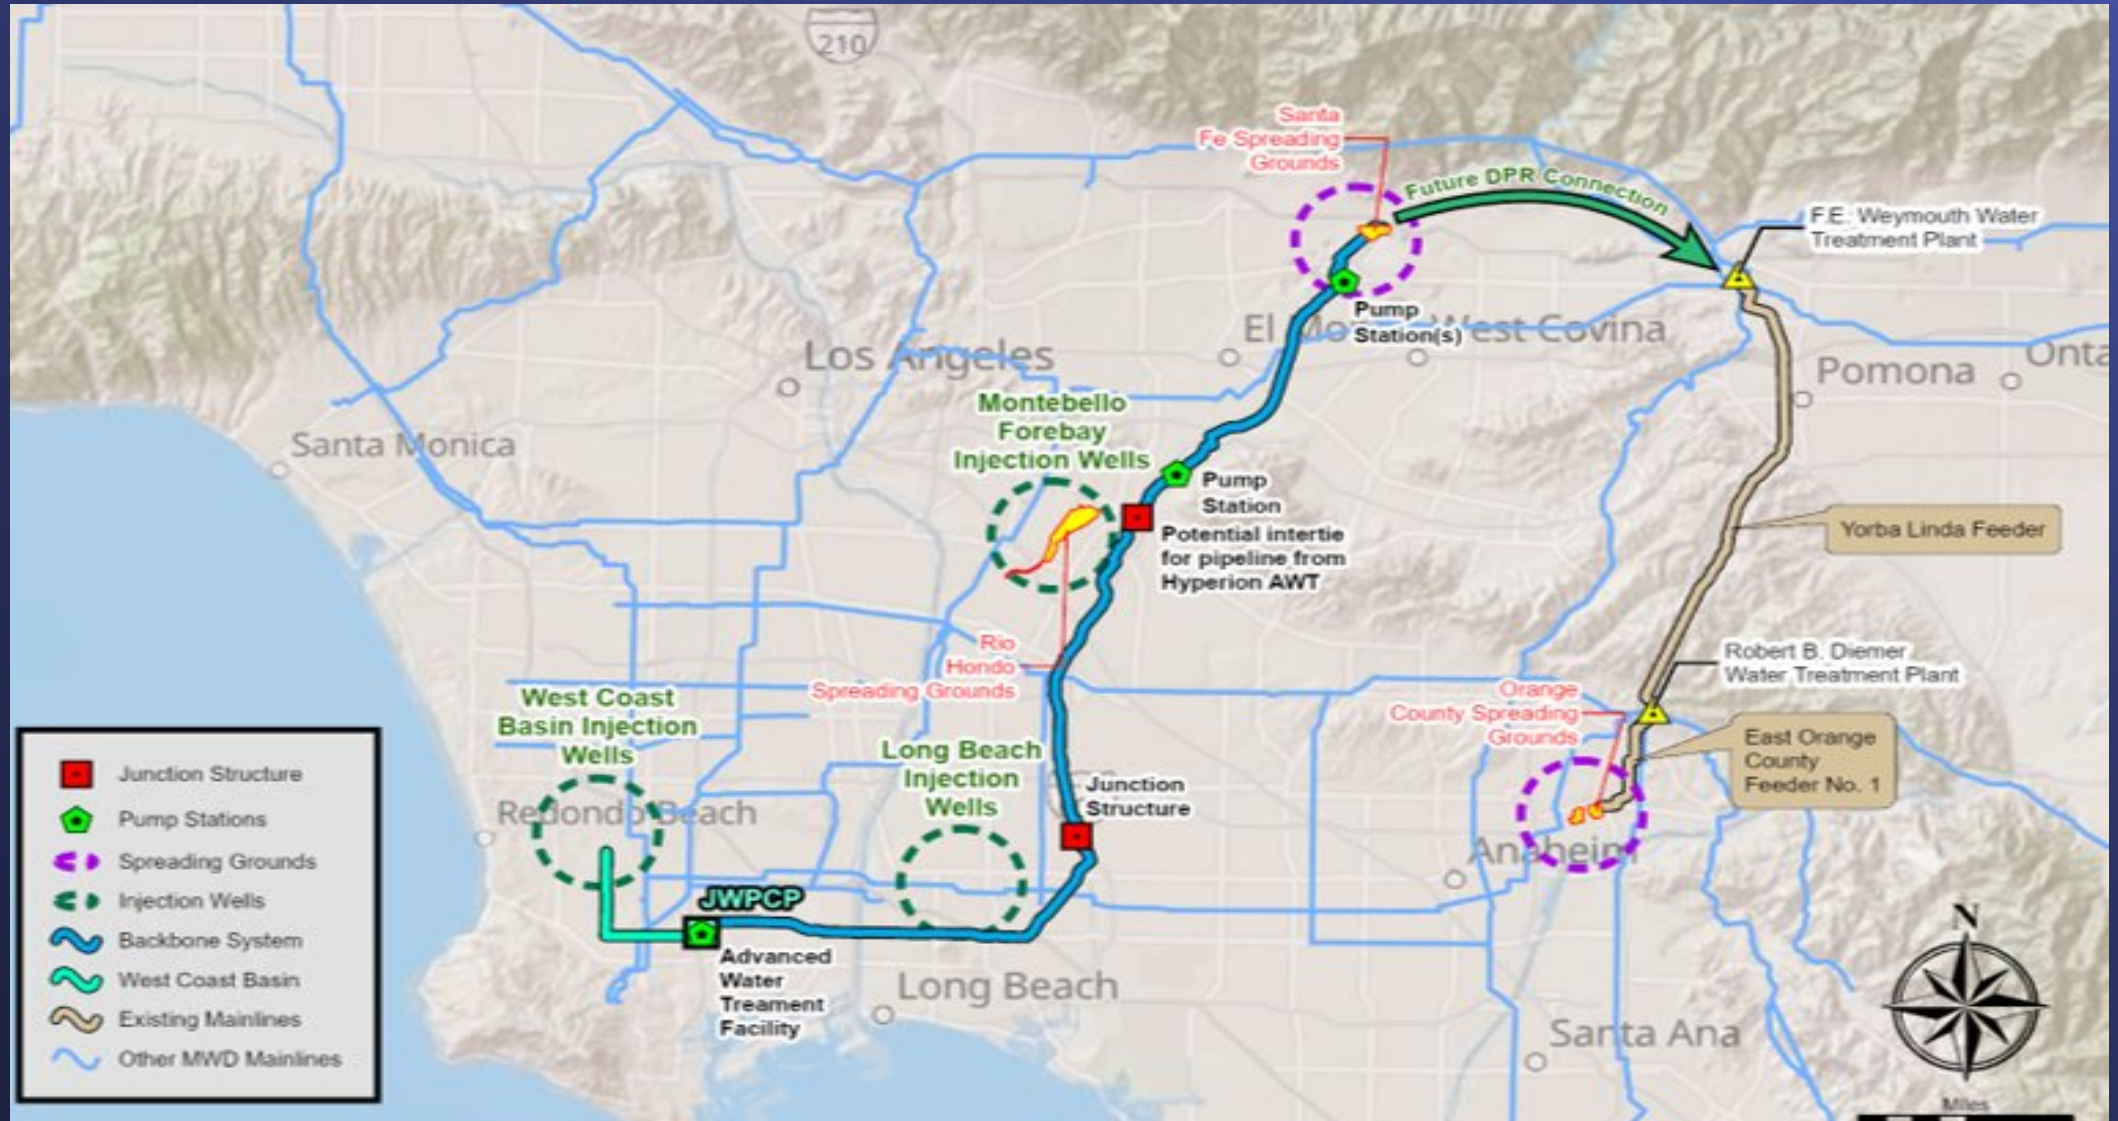 210
Santa
Fe Spreading
Grounds
Future DPR Connection
F.E. Weymouth Water
Treatment Plant
Pump
Station(s)
El Mon
West Covina
Los Angeles
Pomona
Onta
Montebello
Forebay
Injection Wells
Santa Monica
Pump
Station
Potential intertie
for pipeline from
Hyperion AWT
Yorba Linda Feeder
Rio
Hondo
Spreading Grounds
Robert B. Diemer
Water Treatment Plant
Orange
County Spreading
Grounds
West Coast
Basin Injection
Wells
Long Beach
Injection
Wells
East Orange
County
Feeder No. 1
Junction
Structure
Redondo Beach
Anaheim
JWPCP
Advanced
Water
Treament
Facility
Long Beach
Santa Ana
N
Miles
Junction Structure
Pump Stations
Spreading Grounds
Injection Wells
Backbone System
West Coast Basin
Existing Mainlines
Other MWD Mainlines